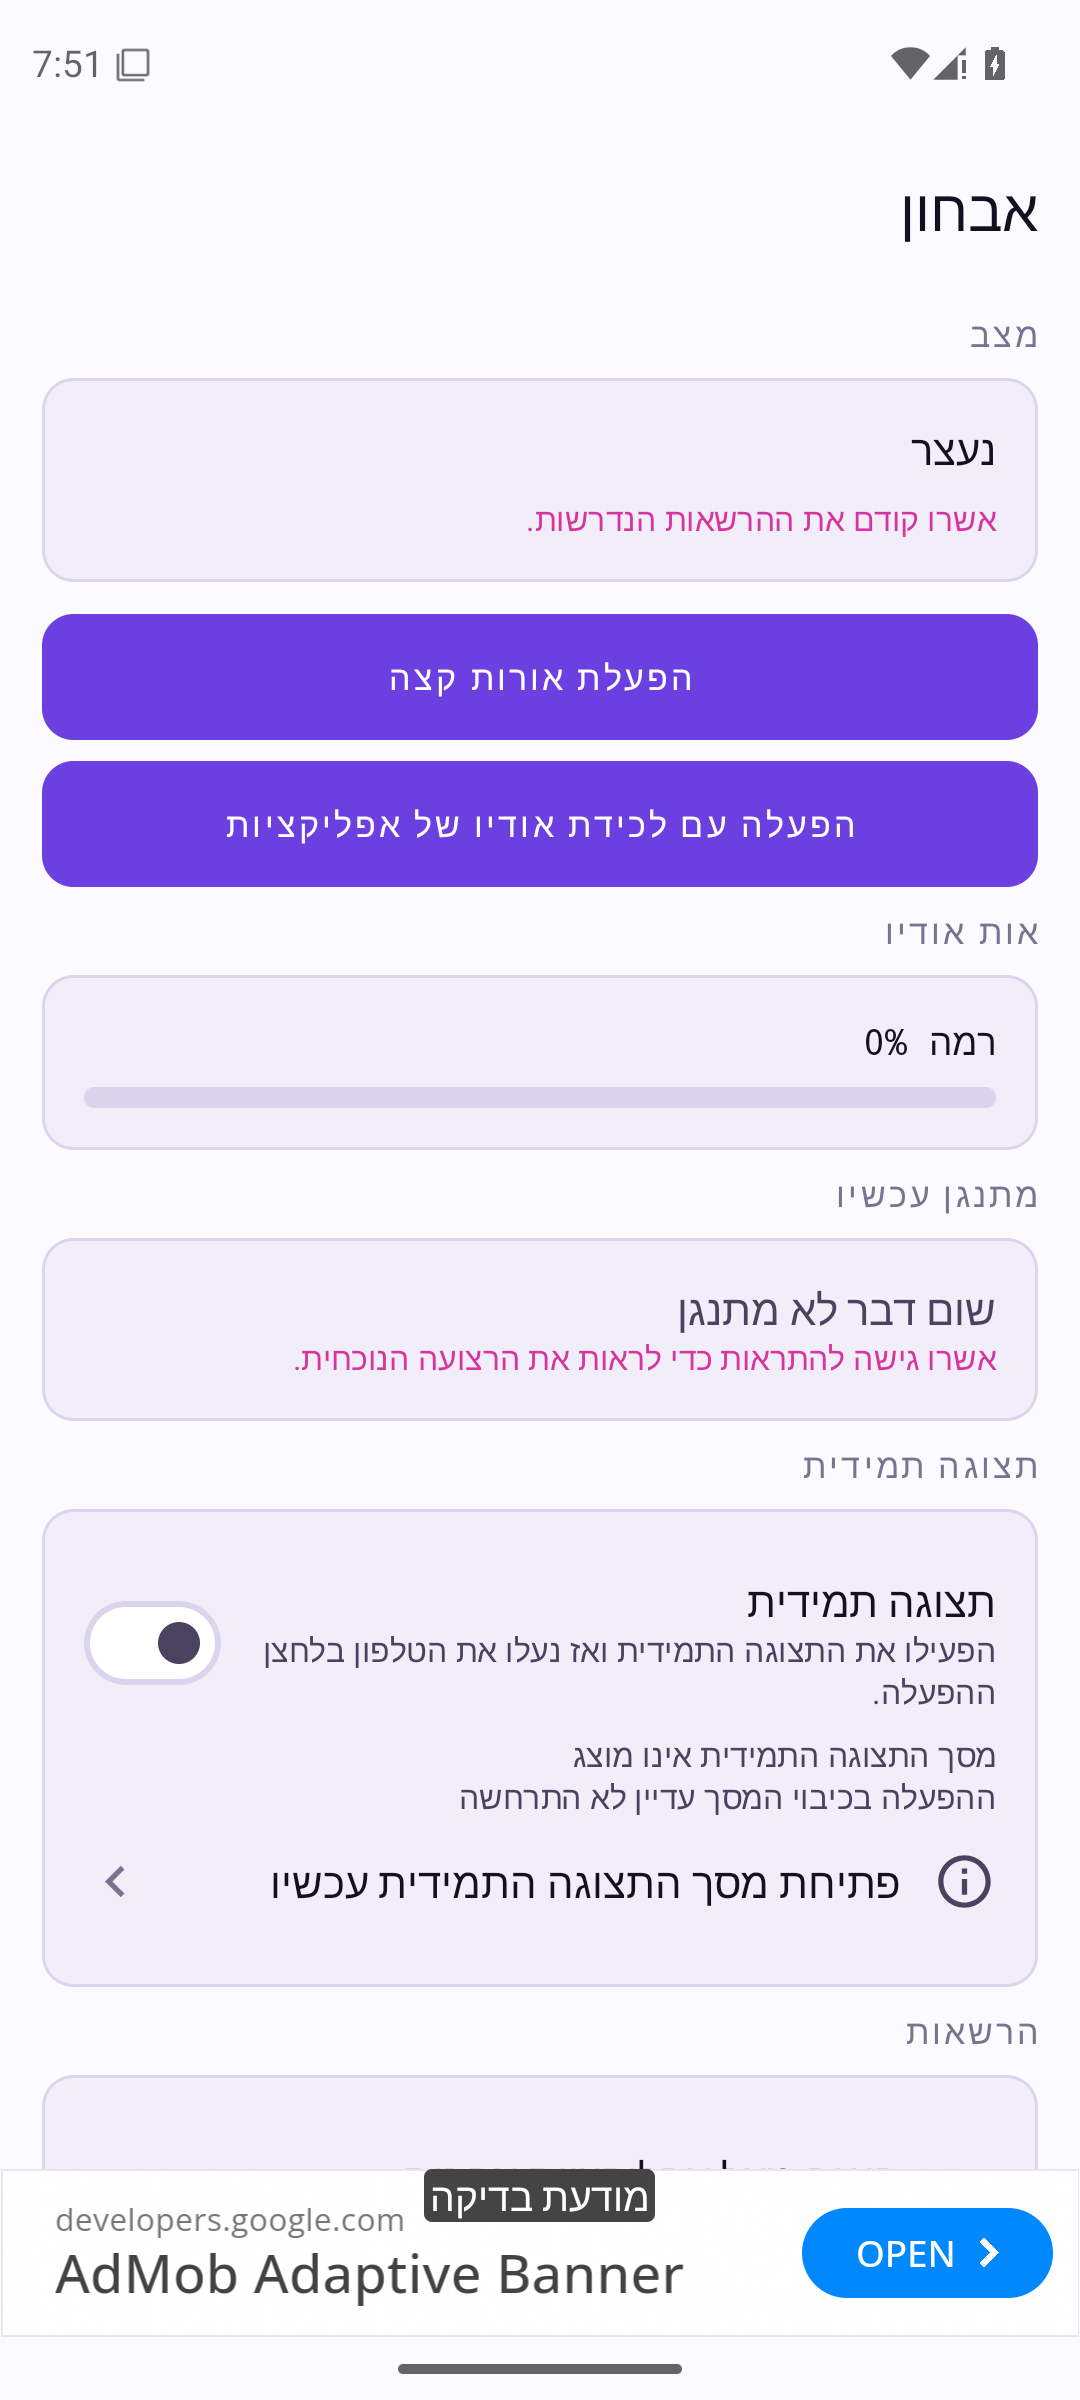 7:51
אבחון
מצב
נעצר
אשרו קודם את ההרשאות הנדרשות.
הפעלת אורות קצה
הפעלה עם לכידת אודיו של אפליקציות
אות אודיו
רמה 0%
מתנגן עכשיו
שום דבר לא מתנגן
אשרו גישה להתראות כדי לראות את הרצועה הנוכחית.
תצוגה תמידית
תצוגה תמידית
הפעילו את התצוגה התמידית ואז נעלו את הטלפון בלחצן
ההפעלה.
מסך התצוגה התמידית אינו מוצג
ההפעלה בכיבוי המסך עדיין לא התרחשה
פתיחת מסך התצוגה התמידית עכשיו
הרשאות
מודעת בדיקה
developers.google.com
AdMob Adaptive Banner
OPEN